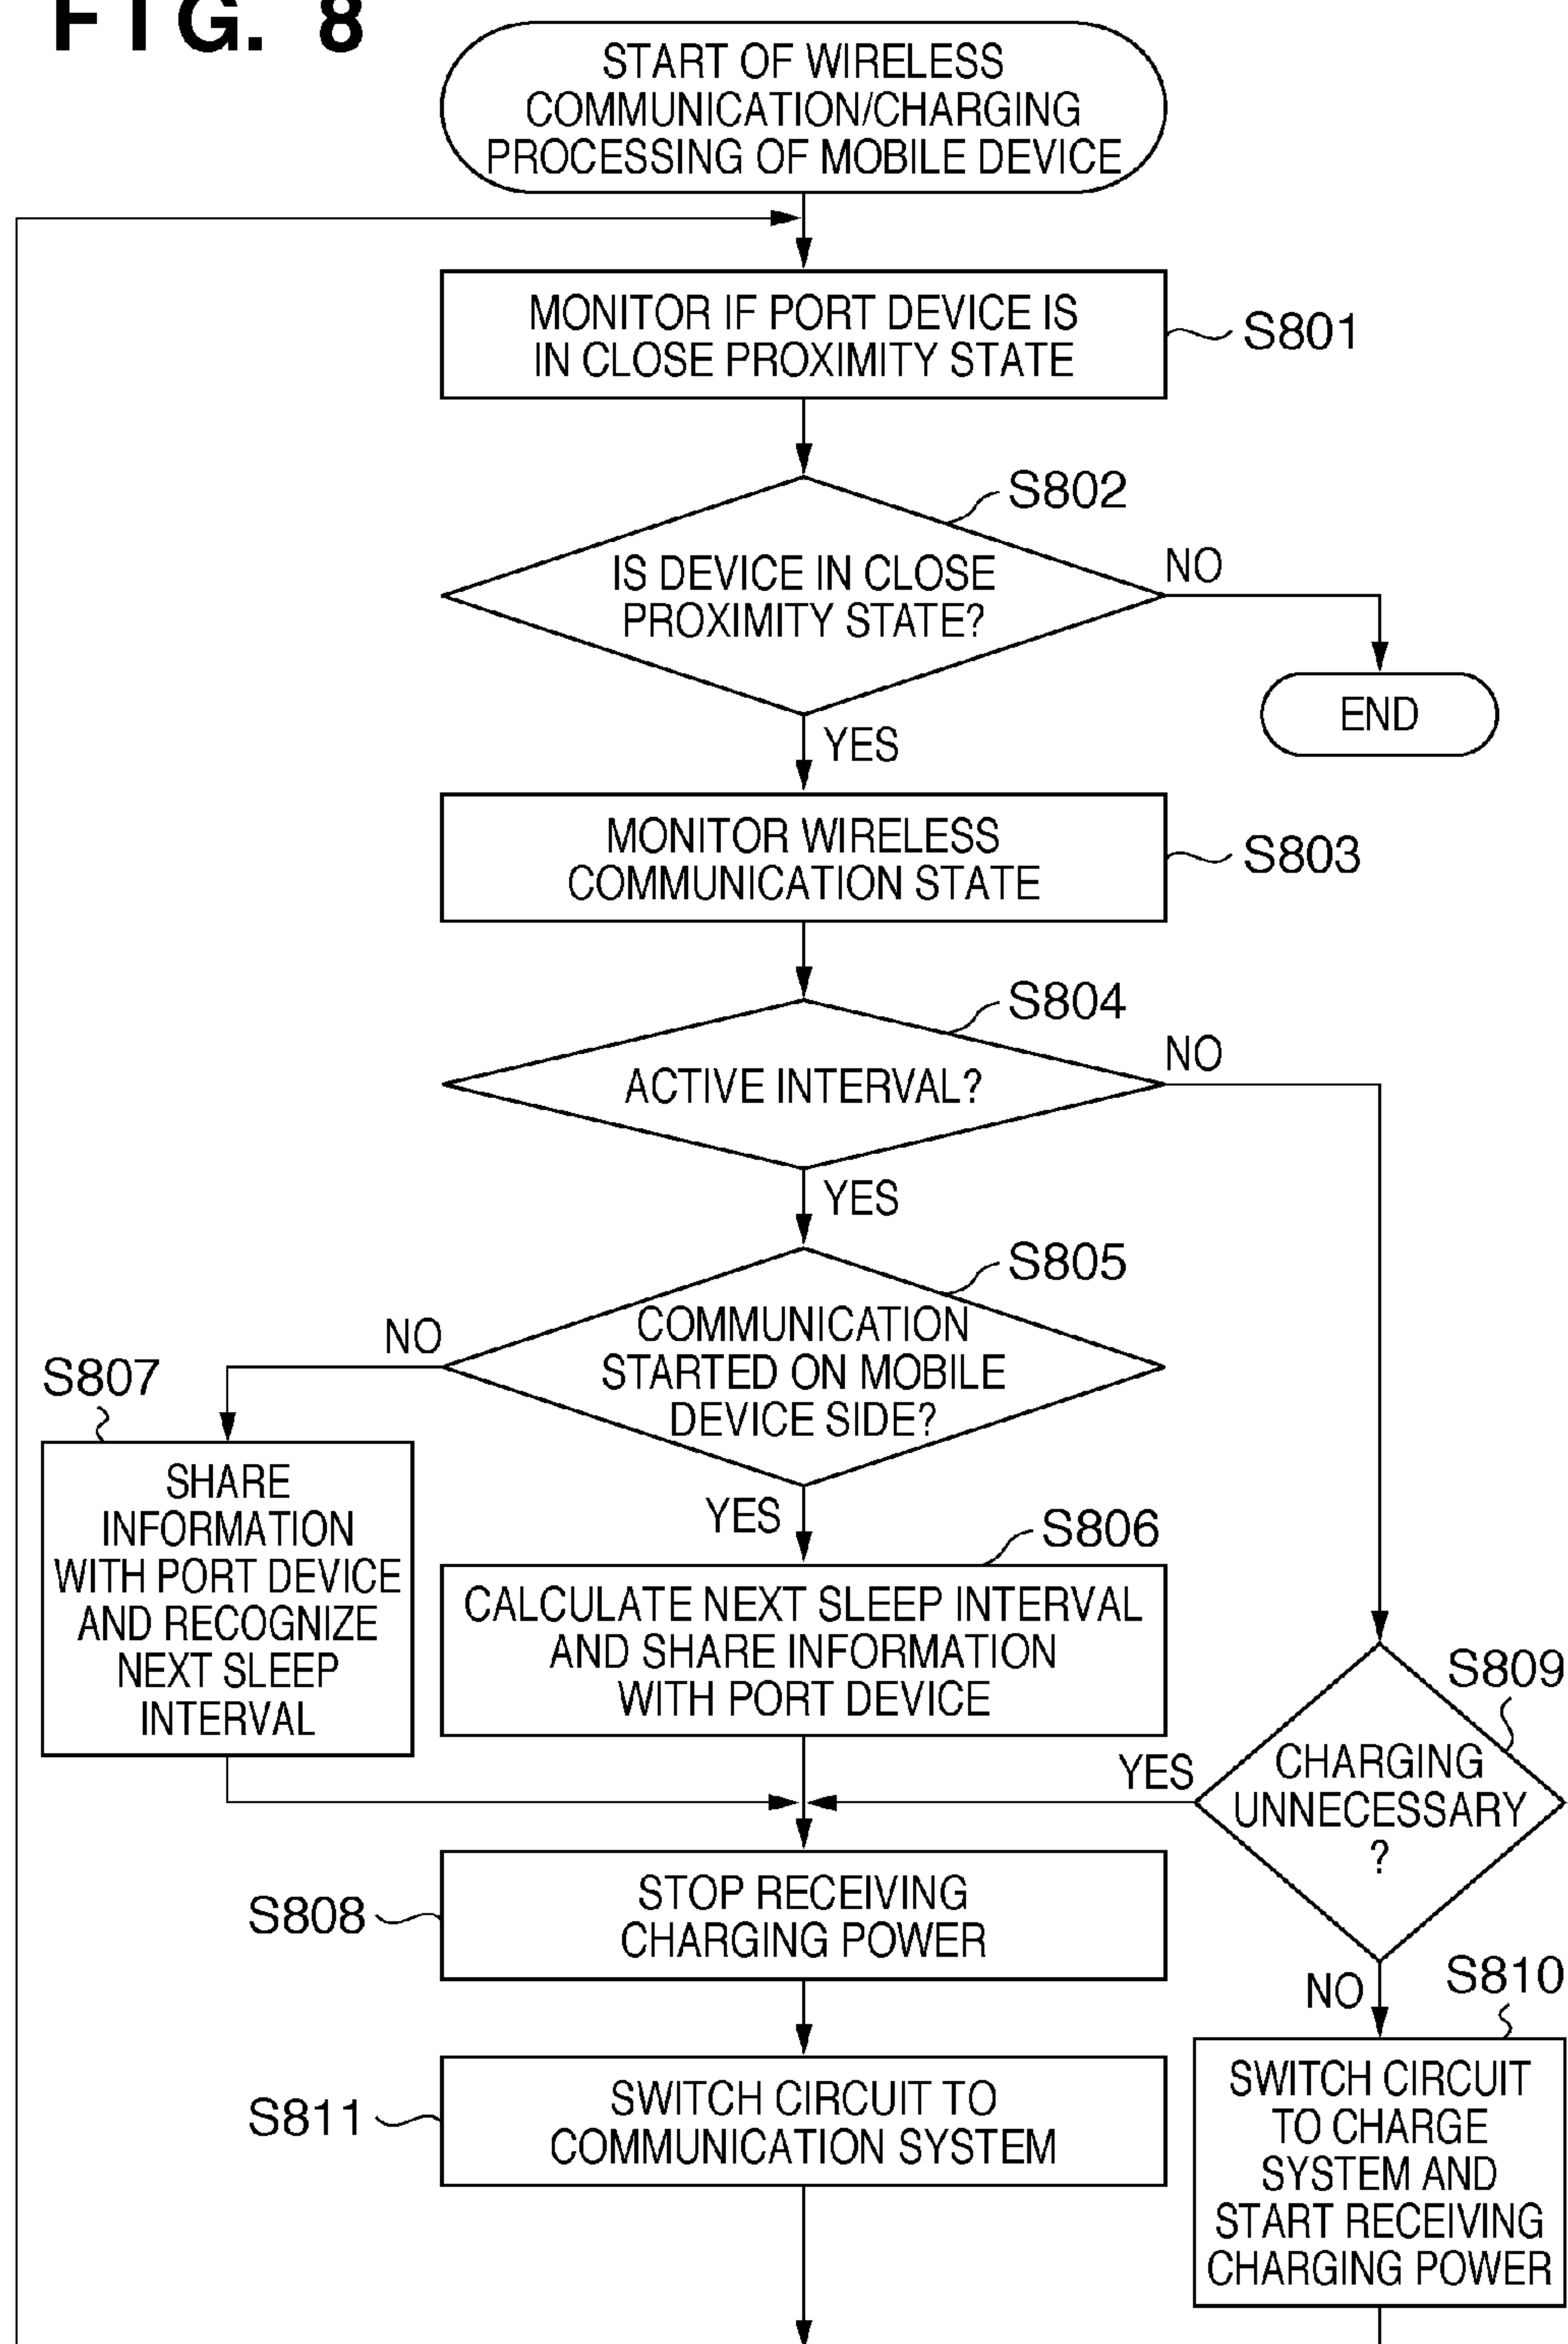 FIG. 8
START OF WIRELESS
COMMUNICATION/CHARGING
PROCESSING OF MOBILE DEVICE
MONITOR IF PORT DEVICE IS
IN CLOSE PROXIMITY STATE
S801
S802
IS DEVICE IN CLOSE
PROXIMITY STATE?
NO
END
YES
MONITOR WIRELESS
COMMUNICATION STATE
S803
S804
ACTIVE INTERVAL?
NO
YES
S805
COMMUNICATION
STARTED ON MOBILE
DEVICE SIDE?
NO
S807
SHARE
INFORMATION
WITH PORT DEVICE
AND RECOGNIZE
NEXT SLEEP
INTERVAL
YES
S806
CALCULATE NEXT SLEEP INTERVAL
AND SHARE INFORMATION
WITH PORT DEVICE
S809
CHARGING
UNNECESSARY
?
YES
S808
STOP RECEIVING
CHARGING POWER
NO
S810
SWITCH CIRCUIT
TO CHARGE
SYSTEM AND
START RECEIVING
CHARGING POWER
S811
SWITCH CIRCUIT TO
COMMUNICATION SYSTEM